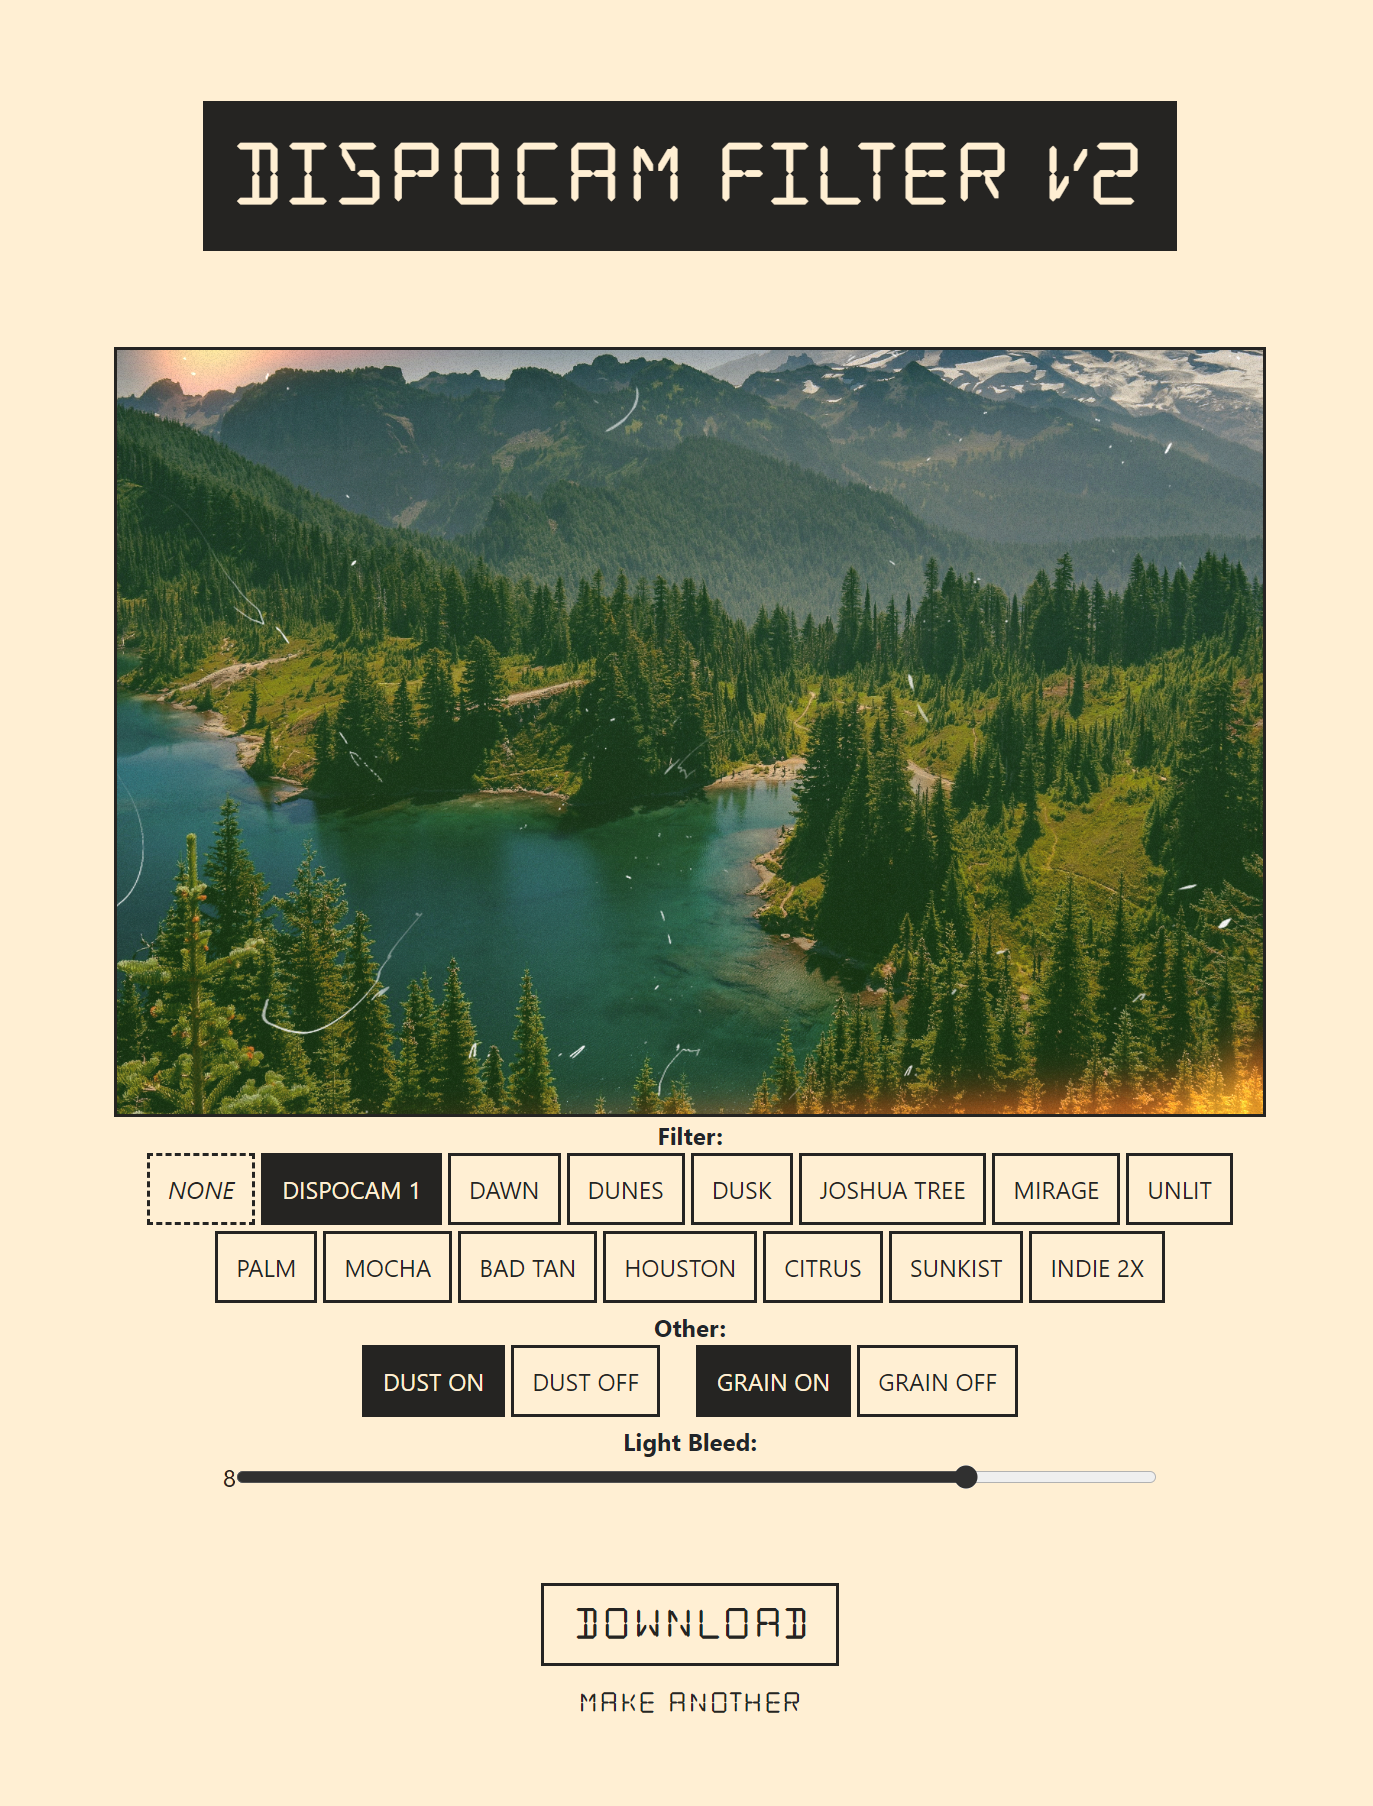 DISPOCAM FILTER V2
Filter:
NONE DISPOCAM 1 DAWN DUNES DUSK JOSHUA TREE MIRAGE UNLIT
PALM MOCHA BAD TAN HOUSTON CITRUS SUNKIST INDIE 2X
Other:
DUST ON DUST OFF GRAIN ON GRAIN OFF
Light Bleed:
8
DOWNLOAD
MAKE ANOTHER